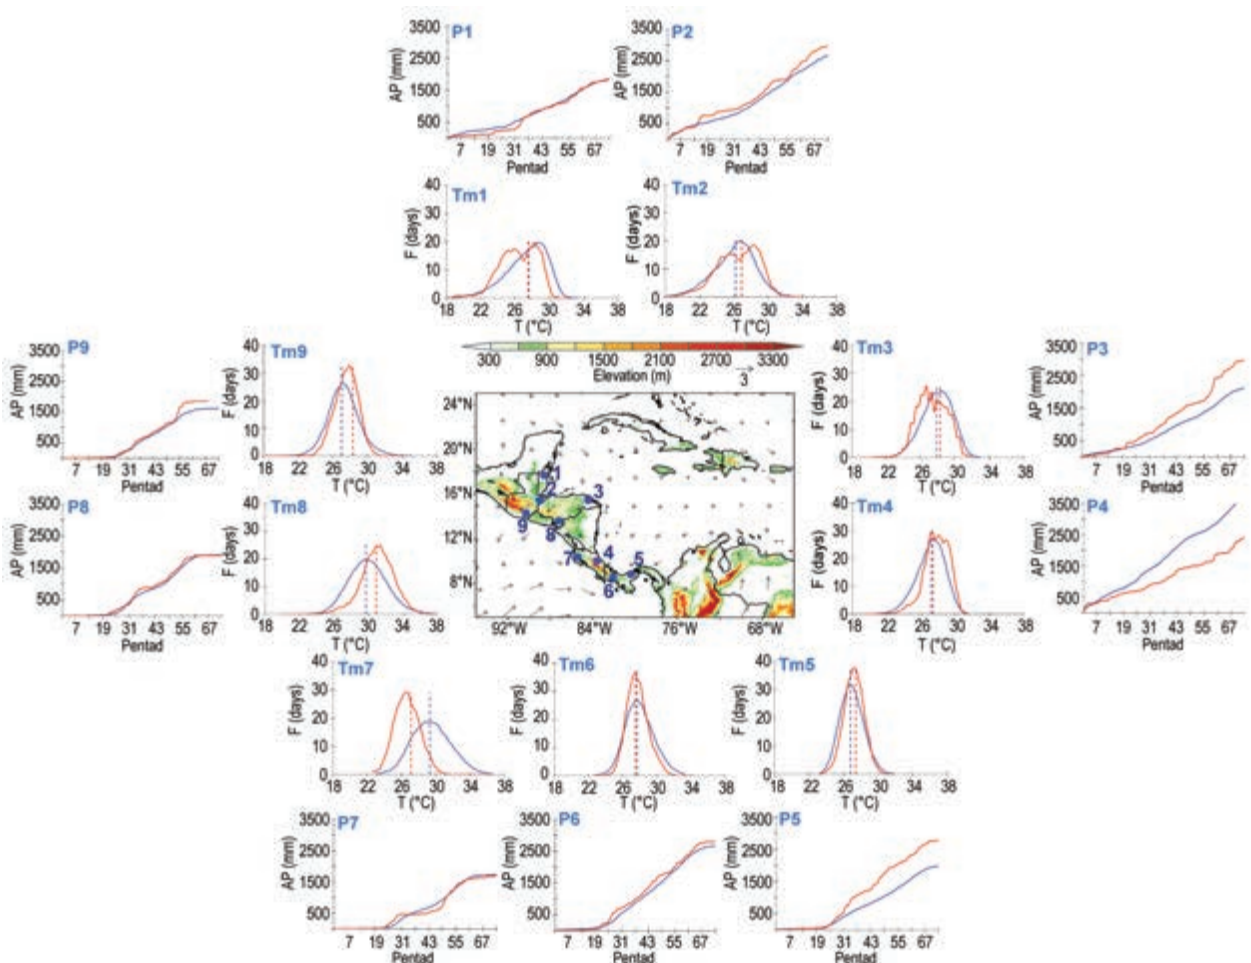 P1
3500
2500
1500
500
AP (mm)
7 19 31 43 55 67
Pentad
P2
3500
2500
1500
500
AP (mm)
7 19 31 43 55 67
Pentad
Tm1
40
30
20
10
0
F (days)
18 22 26 30 34 38
T (°C)
Tm2
40
30
20
10
0
F (days)
18 22 26 30 34 38
T (°C)
P9
3500
2500
1500
500
AP (mm)
7 19 31 43 55 67
Pentad
Tm9
40
30
20
10
0
F (days)
18 22 26 30 34 38
T (°C)
300 900 1500 2100 2700 3300
Elevation (m)
3
24°N
20°N
16°N
12°N
8°N
92°W 84°W 76°W 68°W
1
2
3
4
5
6
7
8
9
Tm3
40
30
20
10
0
F (days)
18 22 26 30 34 38
T (°C)
P3
3500
2500
1500
500
AP (mm)
7 19 31 43 55 67
Pentad
P8
3500
2500
1500
500
AP (mm)
7 19 31 43 55 67
Pentad
Tm8
40
30
20
10
0
F (days)
18 22 26 30 34 38
T (°C)
Tm4
40
30
20
10
0
F (days)
18 22 26 30 34 38
T (°C)
P4
3500
2500
1500
500
AP (mm)
7 19 31 43 55 67
Pentad
Tm7
40
30
20
10
0
F (days)
18 22 26 30 34 38
T (°C)
Tm6
40
30
20
10
0
F (days)
18 22 26 30 34 38
T (°C)
Tm5
40
30
20
10
0
F (days)
18 22 26 30 34 38
T (°C)
P7
3500
2500
1500
500
AP (mm)
7 19 31 43 55 67
Pentad
P6
3500
2500
1500
500
AP (mm)
7 19 31 43 55 67
Pentad
P5
3500
2500
1500
500
AP (mm)
7 19 31 43 55 67
Pentad